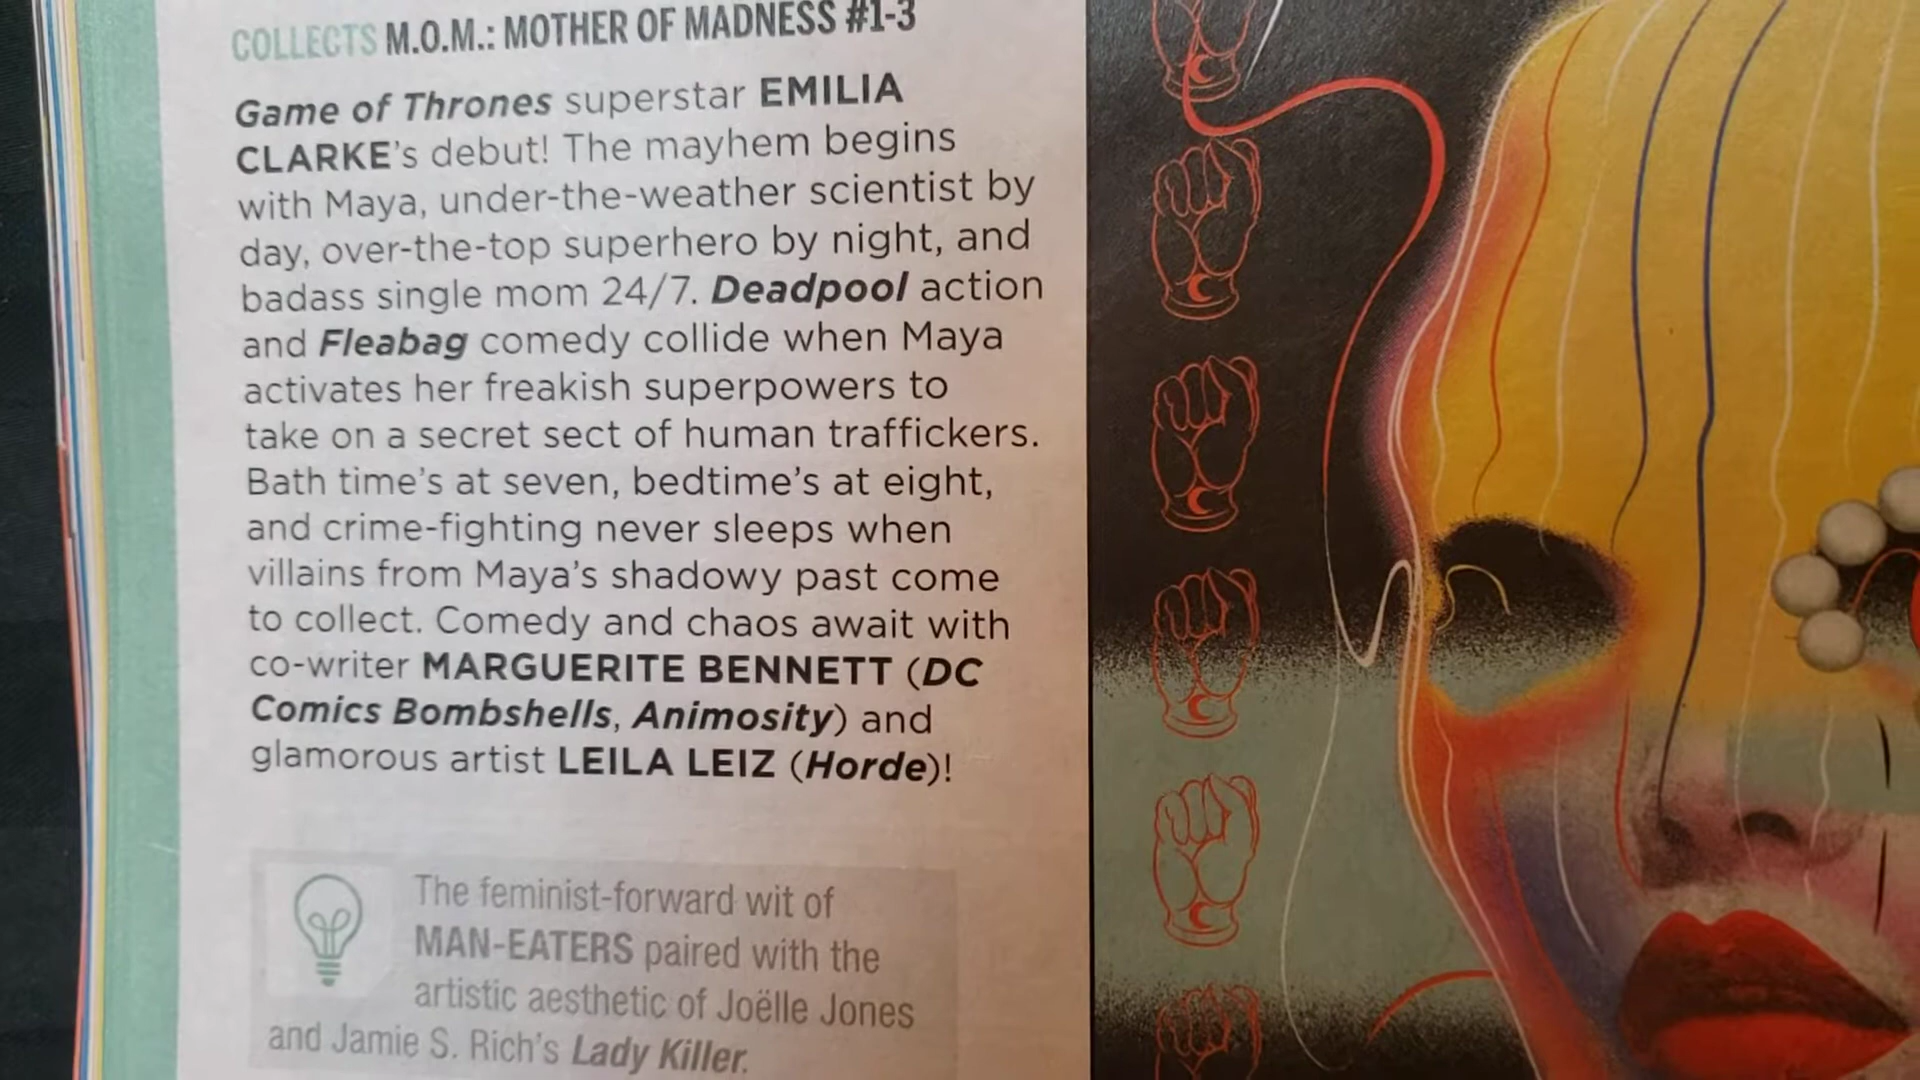 COLLECTS M.O.M.: MOTHER OF MADNESS #1-3
Game of Thrones superstar EMILIA
CLARKE's debut! The mayhem begins
with Maya, under-the-weather scientist by
day, over-the-top superhero by night, and
badass single mom 24/7. Deadpool action
and Fleabag comedy collide when Maya
activates her freakish superpowers to
take on a secret sect of human traffickers.
Bath time's at seven, bedtime's at eight,
and crime-fighting never sleeps when
villains from Maya's shadowy past come
to collect. Comedy and chaos await with
co-writer MARGUERITE BENNETT (DC
Comics Bombshells, Animosity) and
glamorous artist LEILA LEIZ (Horde)!
The feminist-forward wit of
MAN-EATERS paired with the
artistic aesthetic of Joëlle Jones
and Jamie S. Rich's Lady Killer.